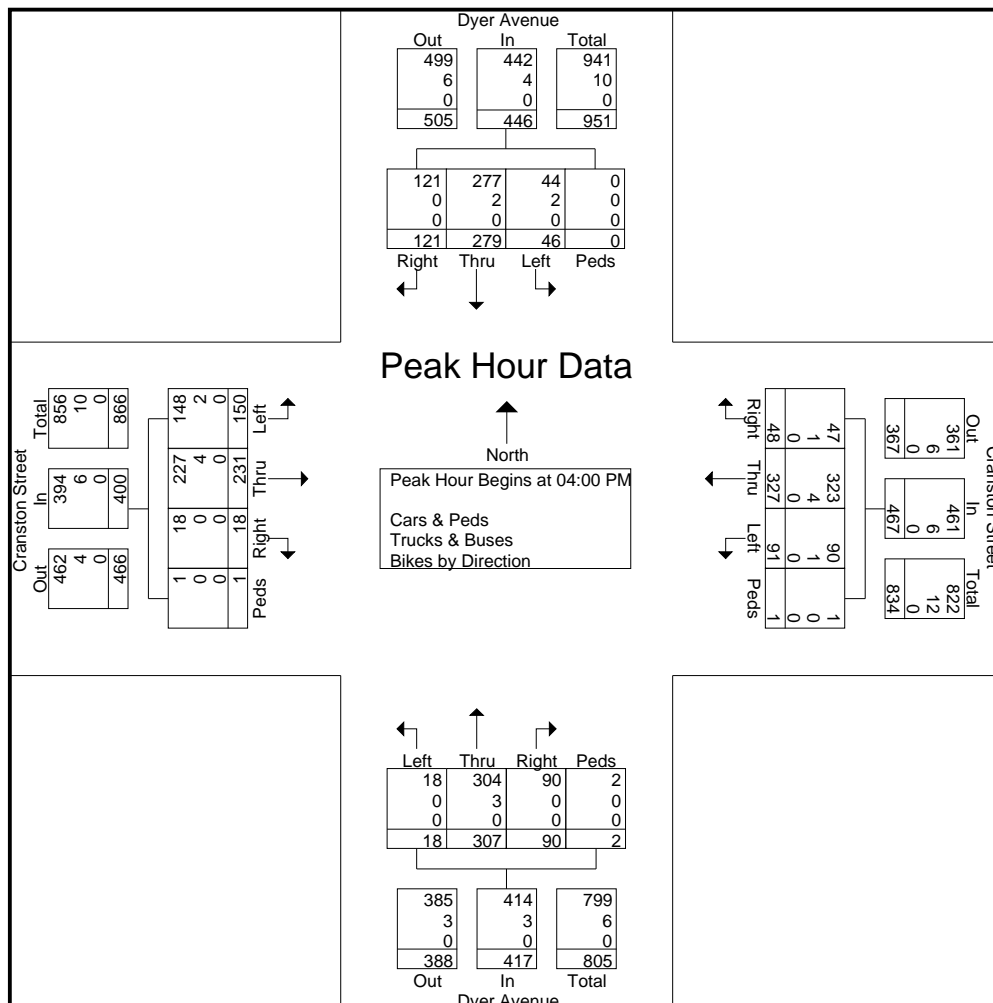 Dyer Avenue
Out In Total
499 442 941
6 4 10
0 0 0
505 446 951
121 277 44 0
0 2 2 0
0 0 0 0
121 279 46 0
Right Thru Left Peds
Peak Hour Data
North
Peak Hour Begins at 04:00 PM
Cars & Peds
Trucks & Buses
Bikes by Direction
Cranston Street
Out In Total
462 394 856
4 6 10
0 0 0
466 400 866
Peds Right Thru Left
1 18 227 148
0 0 4 2
0 0 0 0
1 18 231 150
Cranston Street
Out In Total
361 461 822
6 6 12
0 0 0
367 467 834
47 323 90 1
1 4 1 0
0 0 0 0
48 327 91 1
Right Thru Left Peds
Left Thru Right Peds
18 304 90 2
0 3 0 0
0 0 0 0
18 307 90 2
385 414 799
3 3 6
0 0 0
388 417 805
Out In Total
Dyer Avenue